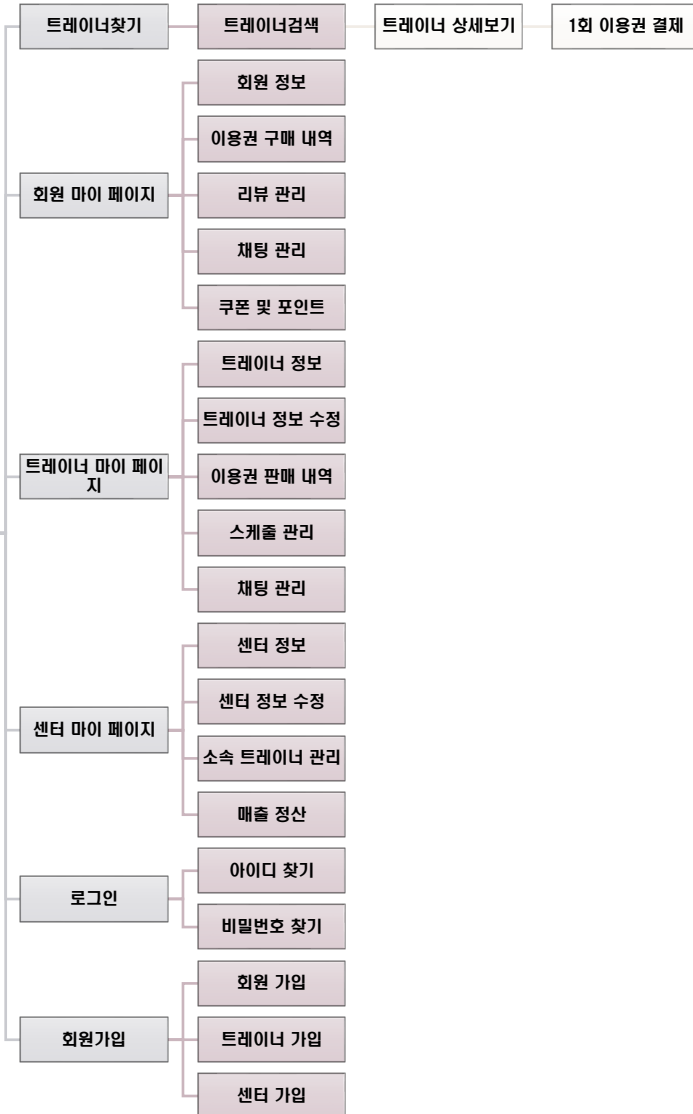 트레이너찾기
트레이너검색
트레이너 상세보기
1회 이용권 결제
회원 마이 페이지
회원 정보
이용권 구매 내역
리뷰 관리
채팅 관리
쿠폰 및 포인트
트레이너 마이 페이
지
트레이너 정보
트레이너 정보 수정
이용권 판매 내역
스케줄 관리
채팅 관리
센터 마이 페이지
센터 정보
센터 정보 수정
소속 트레이너 관리
매출 정산
로그인
아이디 찾기
비밀번호 찾기
회원가입
회원 가입
트레이너 가입
센터 가입